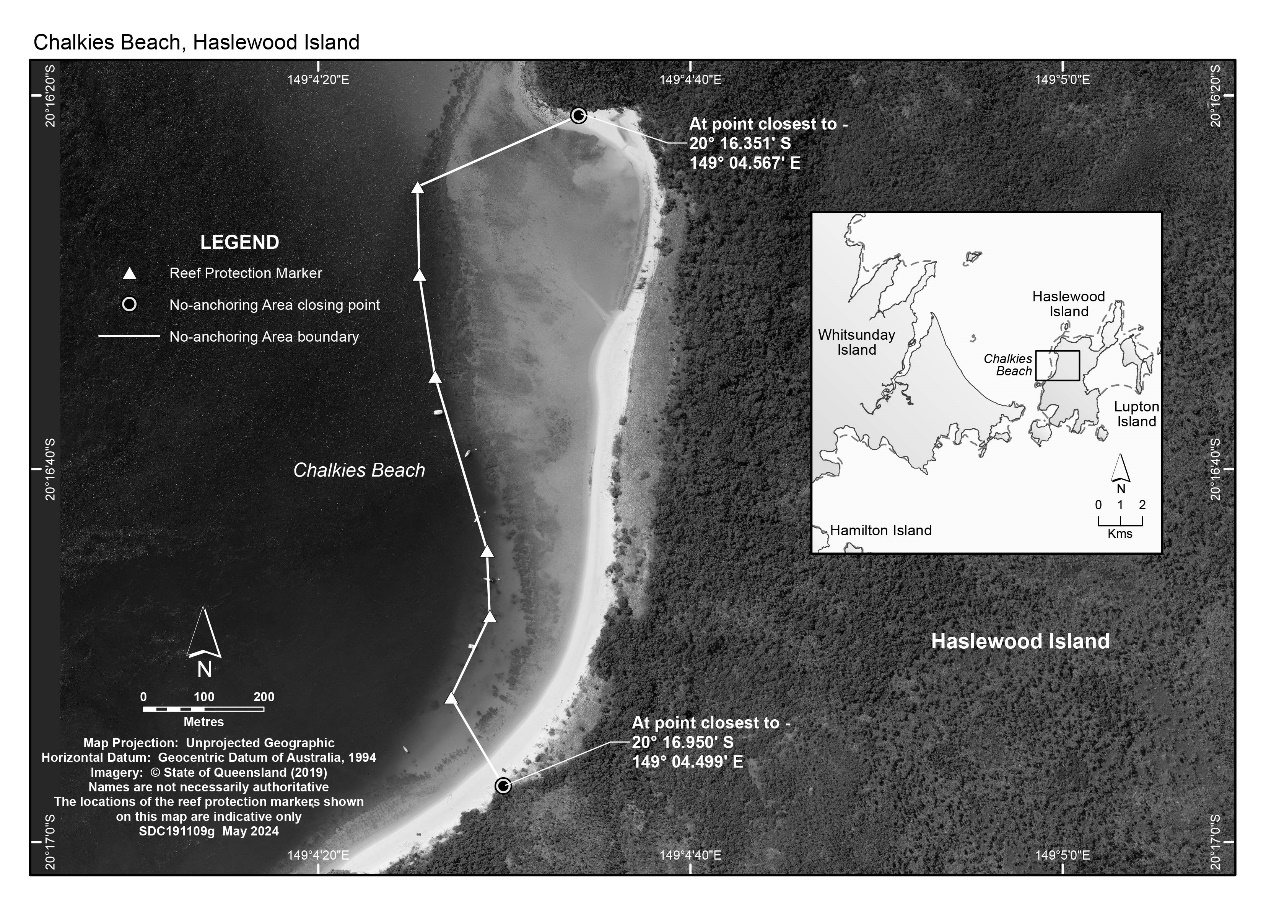 Chalkies Beach, Haslewood Island
149°4'20"E
149°4'40"E
149°5'0"E
20°16'20"S
20°16'20"S
At point closest to -
20° 16.351' S
149° 04.567' E
LEGEND
Reef Protection Marker
No-anchoring Area closing point
No-anchoring Area boundary
Haslewood
Island
Whitsunday
Island
Chalkies
Beach
Lupton
Island
N
0 1 2
Kms
Hamilton Island
Chalkies Beach
20°16'40"S
20°16'40"S
Haslewood Island
N
0 100 200
Metres
At point closest to -
20° 16.950' S
149° 04.499' E
Map Projection: Unprojected Geographic
Horizontal Datum: Geocentric Datum of Australia, 1994
Imagery: © State of Queensland (2019)
Names are not necessarily authoritative
The locations of the reef protection markers shown
on this map are indicative only
SDC191109g May 2024
20°17'0"S
20°17'0"S
149°4'20"E
149°4'40"E
149°5'0"E